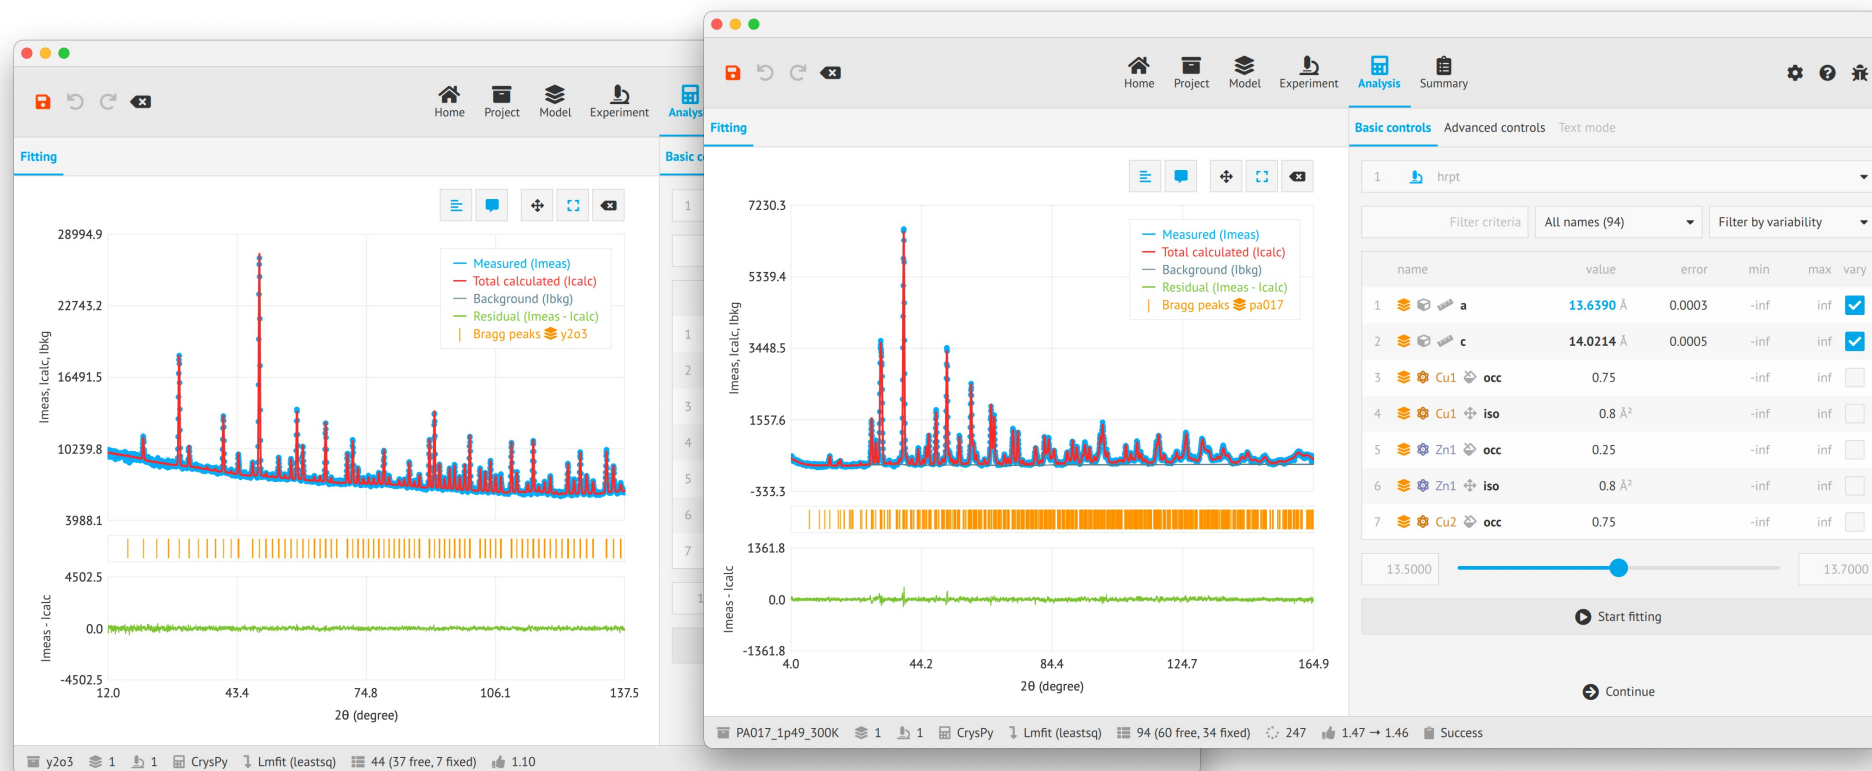 Home Project Model Experiment Analys
Fitting
Basic c
28994.9
22743.2
16491.5
10239.8
3988.1
Imeas, Icalc, Ibkg
Measured (Imeas)
Total calculated (Icalc)
Background (Ibkg)
Residual (Imeas - Icalc)
Bragg peaks y2o3
4502.5
0.0
-4502.5
Imeas - Icalc
12.0 43.4 74.8 106.1 137.5
2θ (degree)
1
1
2
3
4
5
6
7
1
y2o3 1 1 CrysPy Lmfit (leastsq) 44 (37 free, 7 fixed) 1.10
Home Project Model Experiment Analysis Summary
Fitting
Basic controls Advanced controls Text mode
7230.3
5339.4
3448.5
1557.6
-333.3
Imeas, Icalc, Ibkg
Measured (Imeas)
Total calculated (Icalc)
Background (Ibkg)
Residual (Imeas - Icalc)
Bragg peaks pa017
1361.8
0.0
-1361.8
Imeas - Icalc
4.0 44.2 84.4 124.7 164.9
2θ (degree)
1 hrpt
Filter criteria All names (94) Filter by variability
name value error min max vary
1 a 13.6390 Å 0.0003 -inf inf
2 c 14.0214 Å 0.0005 -inf inf
3 Cu1 occ 0.75 -inf inf
4 Cu1 iso 0.8 Å² -inf inf
5 Zn1 occ 0.25 -inf inf
6 Zn1 iso 0.8 Å² -inf inf
7 Cu2 occ 0.75 -inf inf
13.5000 13.7000
Start fitting
Continue
PA017_1p49_300K 1 1 CrysPy Lmfit (leastsq) 94 (60 free, 34 fixed) 247 1.47 → 1.46 Success